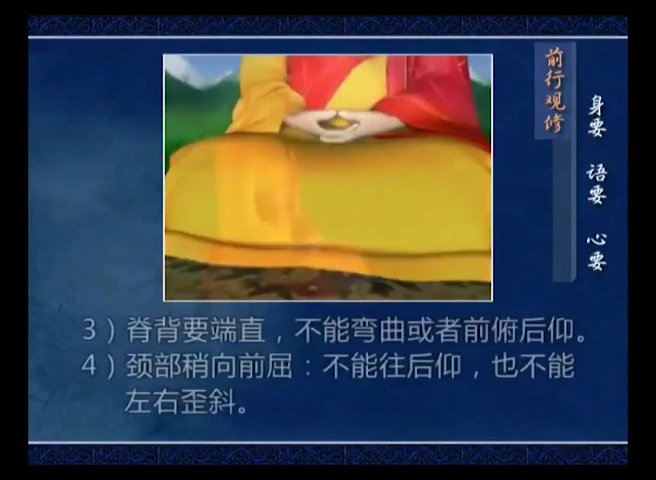 前行观修
身要 语要 心要
3）脊背要端直，不能弯曲或者前俯后仰。
4）颈部稍向前屈：不能往后仰，也不能
左右歪斜。